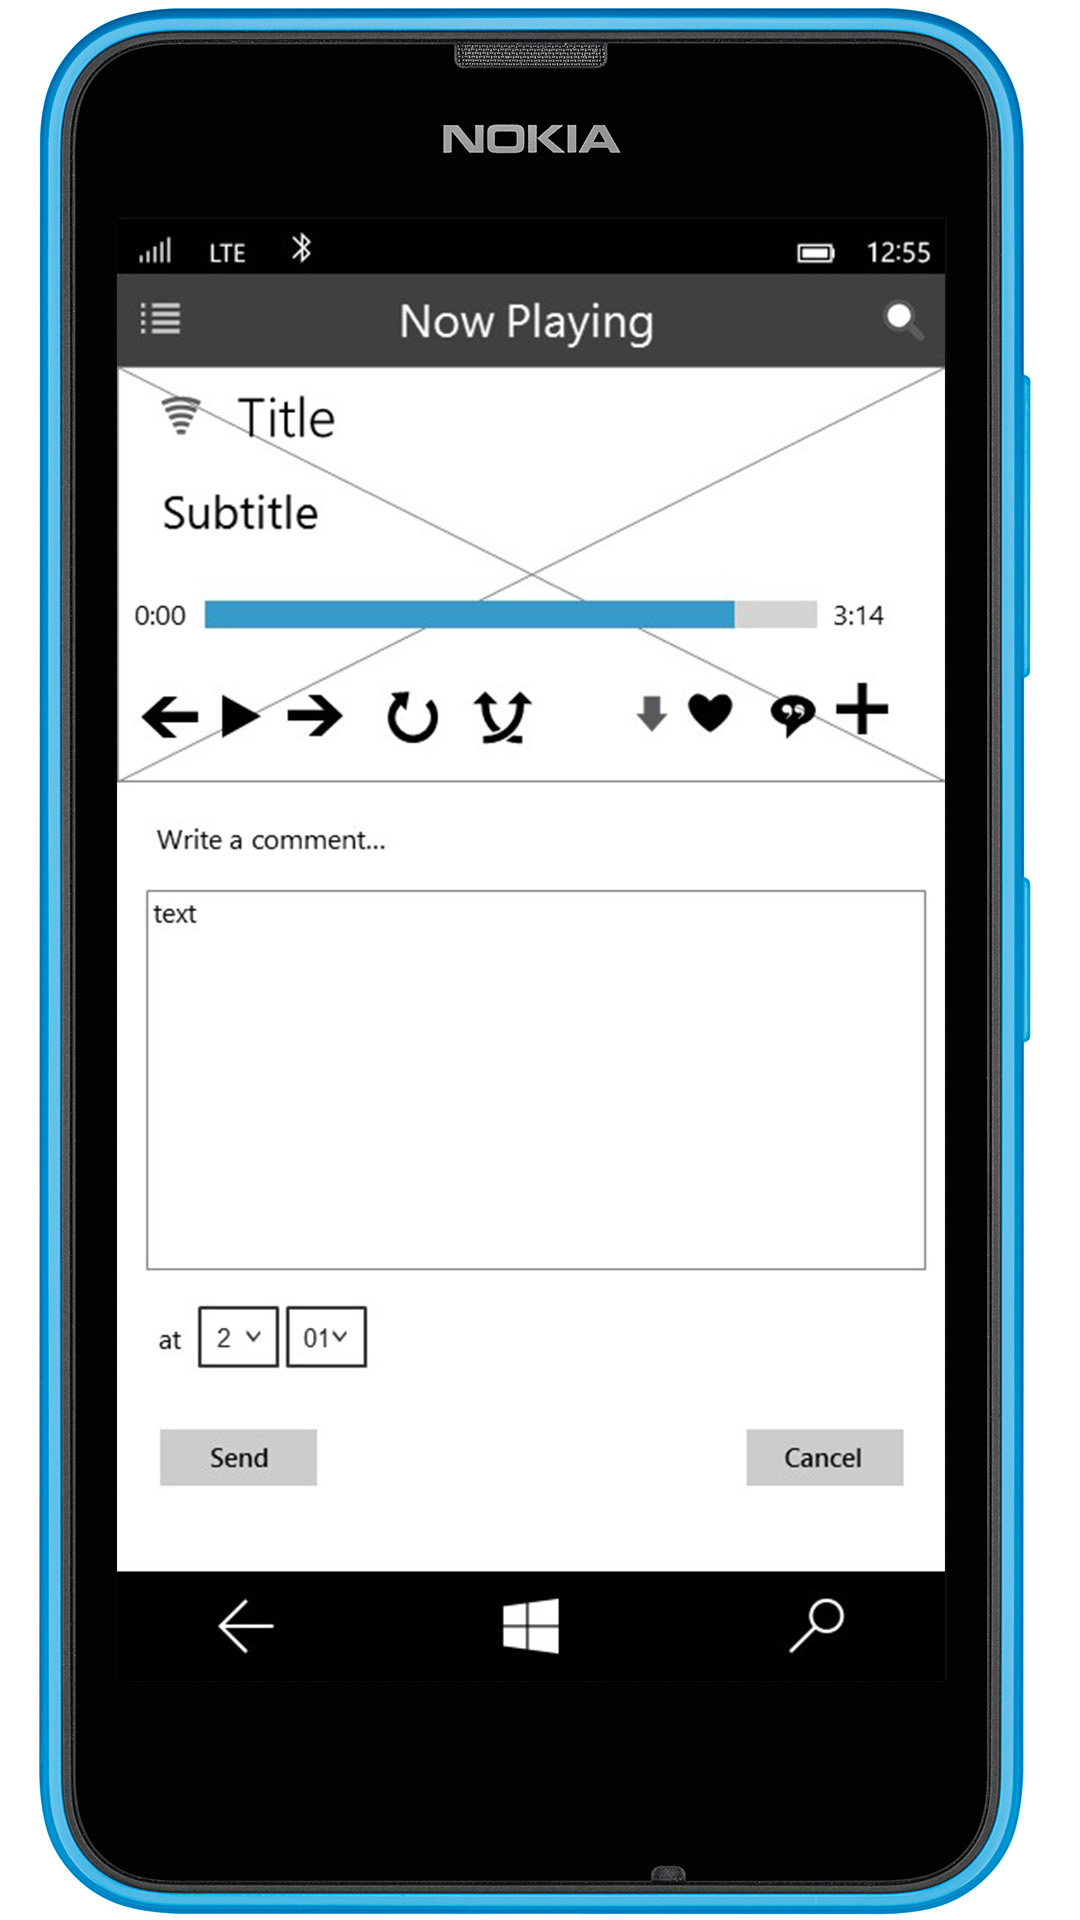 NOKIA
LTE 12:55
Now Playing
Title
Subtitle
0:00 3:14
Write a comment...
text
at 2 01
Send Cancel